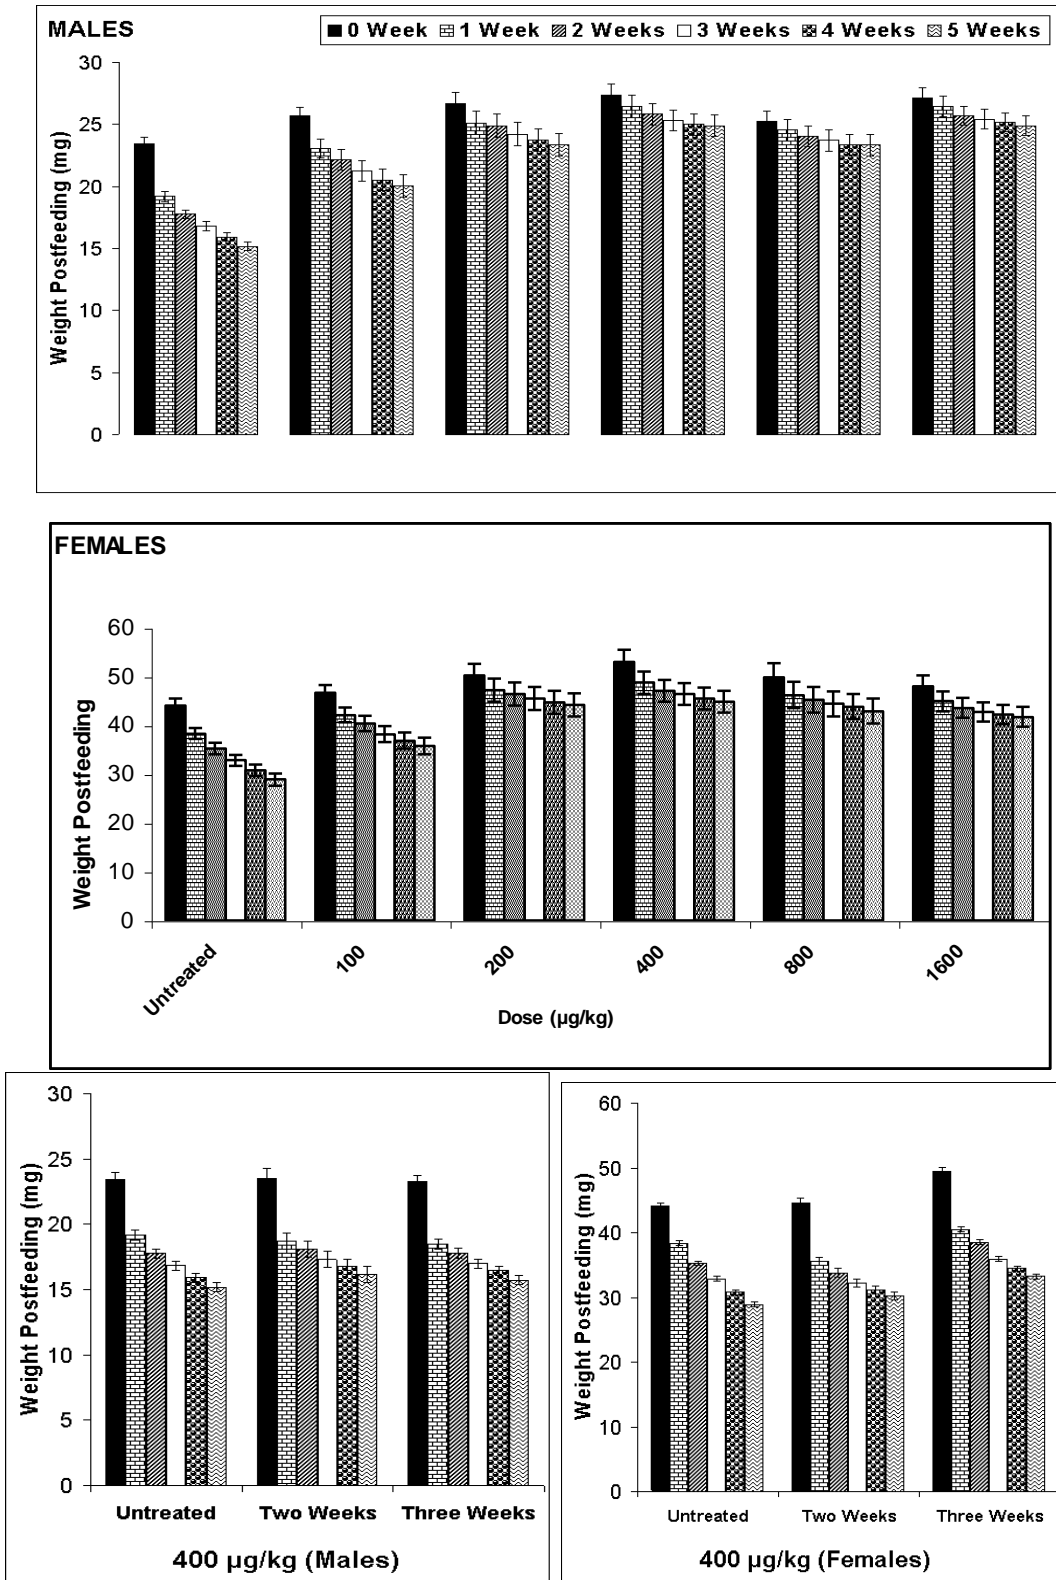 MALES
0 Week 1 Week 2 Weeks 3 Weeks 4 Weeks 5 Weeks
Weight Postfeeding (mg)
30
25
20
15
10
5
0
FEMALES
Weight Postfeeding
60
50
40
30
20
10
0
Untreated 100 200 400 800 1600
Dose (µg/kg)
Weight Postfeeding (mg)
30
25
20
15
10
5
0
Untreated Two Weeks Three Weeks
400 µg/kg (Males)
Weight Postfeeding (mg)
60
50
40
30
20
10
0
Untreated Two Weeks Three Weeks
400 µg/kg (Females)